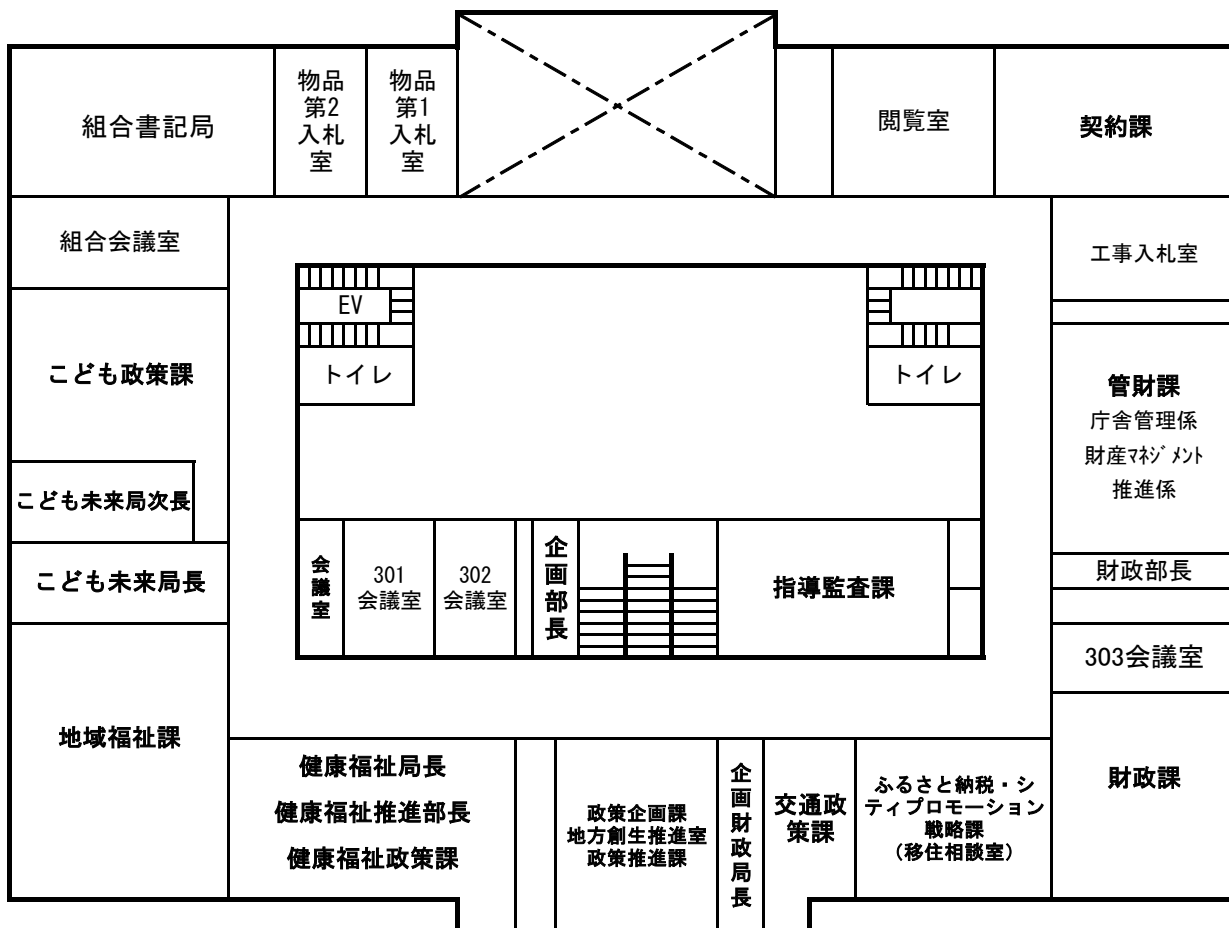 組合書記局
物品
第2
入札
室
物品
第1
入札
室
閲覧室
契約課
組合会議室
工事入札室
EV
トイレ
トイレ
こども政策課
管財課
庁舎管理係
財産ﾏﾈｼﾞﾒﾝﾄ
推進係
こども未来局次長
こども未来局長
会議室
301
会議室
302
会議室
企画部長
指導監査課
財政部長
303会議室
地域福祉課
健康福祉局長
健康福祉推進部長
健康福祉政策課
政策企画課
地方創生推進室
政策推進課
企画財政局長
交通政
策課
ふるさと納税・シ
ティプロモーション
戦略課
（移住相談室）
財政課